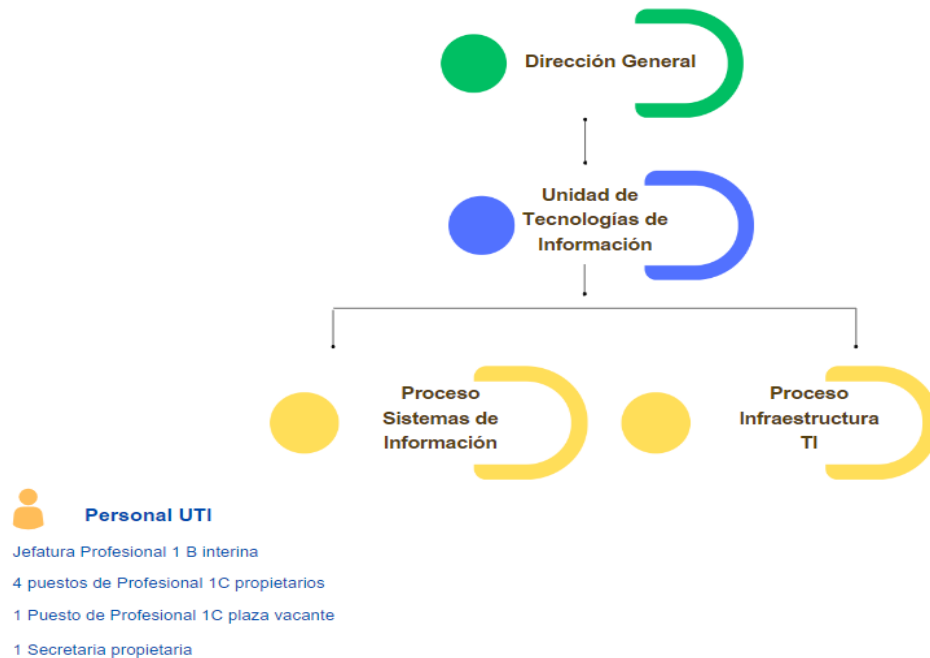 Dirección General
Unidad de
Tecnologías de
Información
Proceso
Sistemas de
Información
Proceso
Infraestructura
TI
Personal UTI
Jefatura Profesional 1 B interina
4 puestos de Profesional 1C propietarios
1 Puesto de Profesional 1C plaza vacante
1 Secretaria propietaria